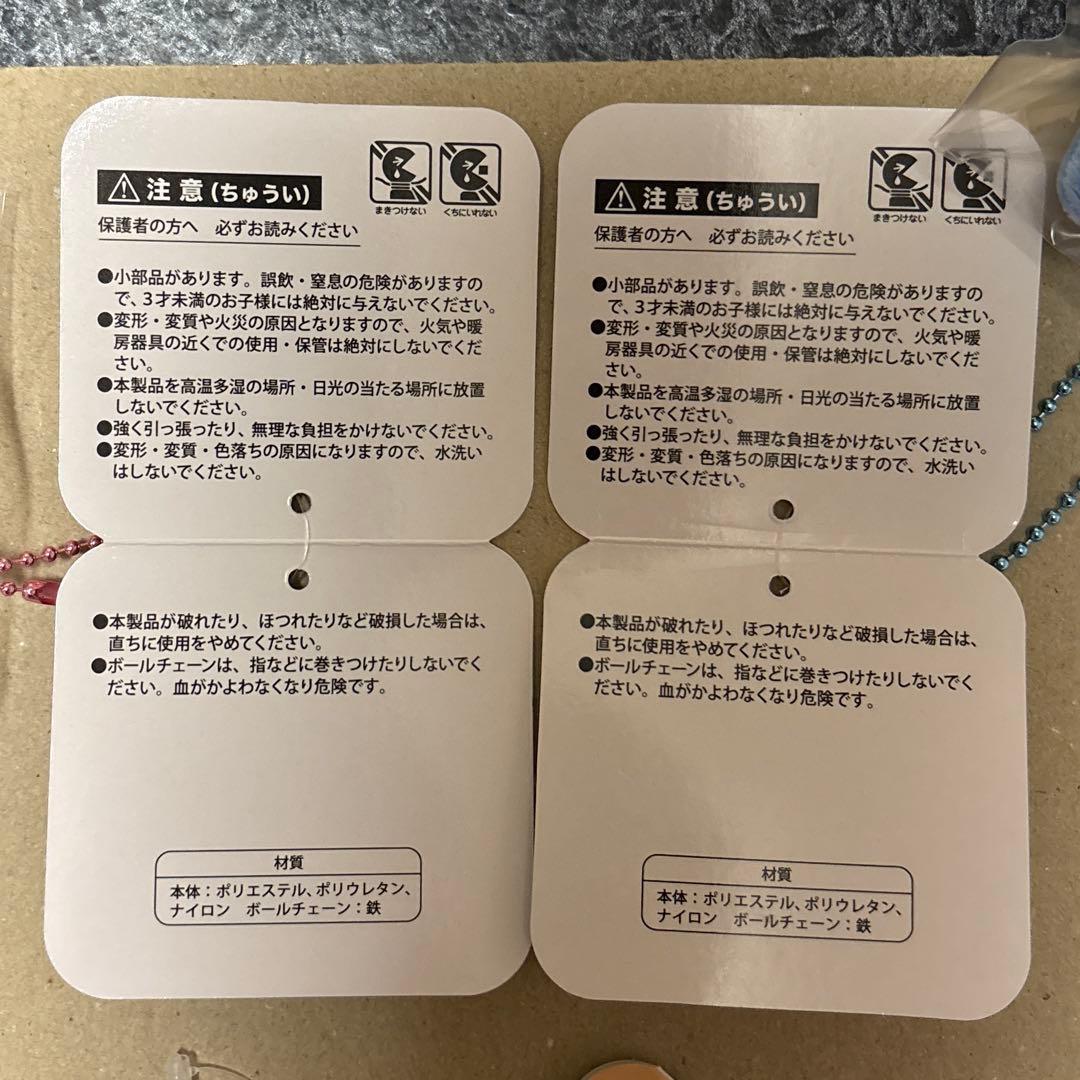 ⚠ 注意(ちゅうい)
まきつけない くちにいれない
保護者の方へ 必ずお読みください
●小部品があります。誤飲・窒息の危険がありますの
で、3才未満のお子様には絶対に与えないでください。
●変形・変質や火災の原因となりますので、火気や暖
房器具の近くでの使用・保管は絶対にしないでくださ
い。
●本製品を高温多湿の場所・日光の当たる場所に放置
しないでください。
●強く引っ張ったり、無理な負担をかけないでください。
●変形・変質・色落ちの原因になりますので、水洗い
はしないでください。
●本製品が破れたり、ほつれたりなど破損した場合は、
直ちに使用をやめてください。
●ボールチェーンは、指などに巻きつけたりしないでく
ださい。血がかよわなくなり危険です。
材質
本体：ポリエステル、ポリウレタン、
ナイロン ボールチェーン：鉄
⚠ 注意(ちゅうい)
まきつけない くちにいれない
保護者の方へ 必ずお読みください
●小部品があります。誤飲・窒息の危険がありますの
で、3才未満のお子様には絶対に与えないでください。
●変形・変質や火災の原因となりますので、火気や暖
房器具の近くでの使用・保管は絶対にしないでくださ
い。
●本製品を高温多湿の場所・日光の当たる場所に放置
しないでください。
●強く引っ張ったり、無理な負担をかけないでください。
●変形・変質・色落ちの原因になりますので、水洗い
はしないでください。
●本製品が破れたり、ほつれたりなど破損した場合は、
直ちに使用をやめてください。
●ボールチェーンは、指などに巻きつけたりしないでく
ださい。血がかよわなくなり危険です。
材質
本体：ポリエステル、ポリウレタン、
ナイロン ボールチェーン：鉄